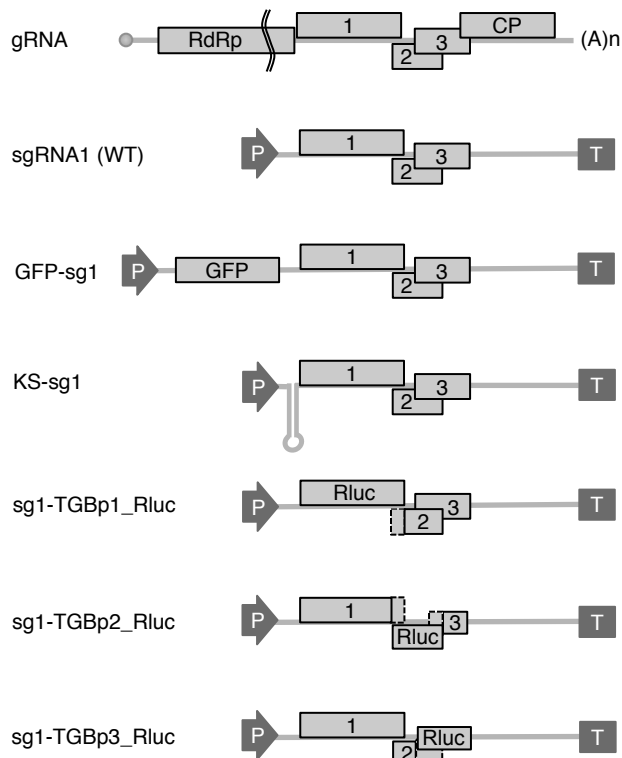 gRNA RdRp 1 2 3 CP (A)n
sgRNA1 (WT) P 1 2 3 T
GFP-sg1 P GFP 1 2 3 T
KS-sg1 P 1 2 3 T
sg1-TGBp1_Rluc P Rluc 2 3 T
sg1-TGBp2_Rluc P 1 Rluc 3 T
sg1-TGBp3_Rluc P 1 2 Rluc T